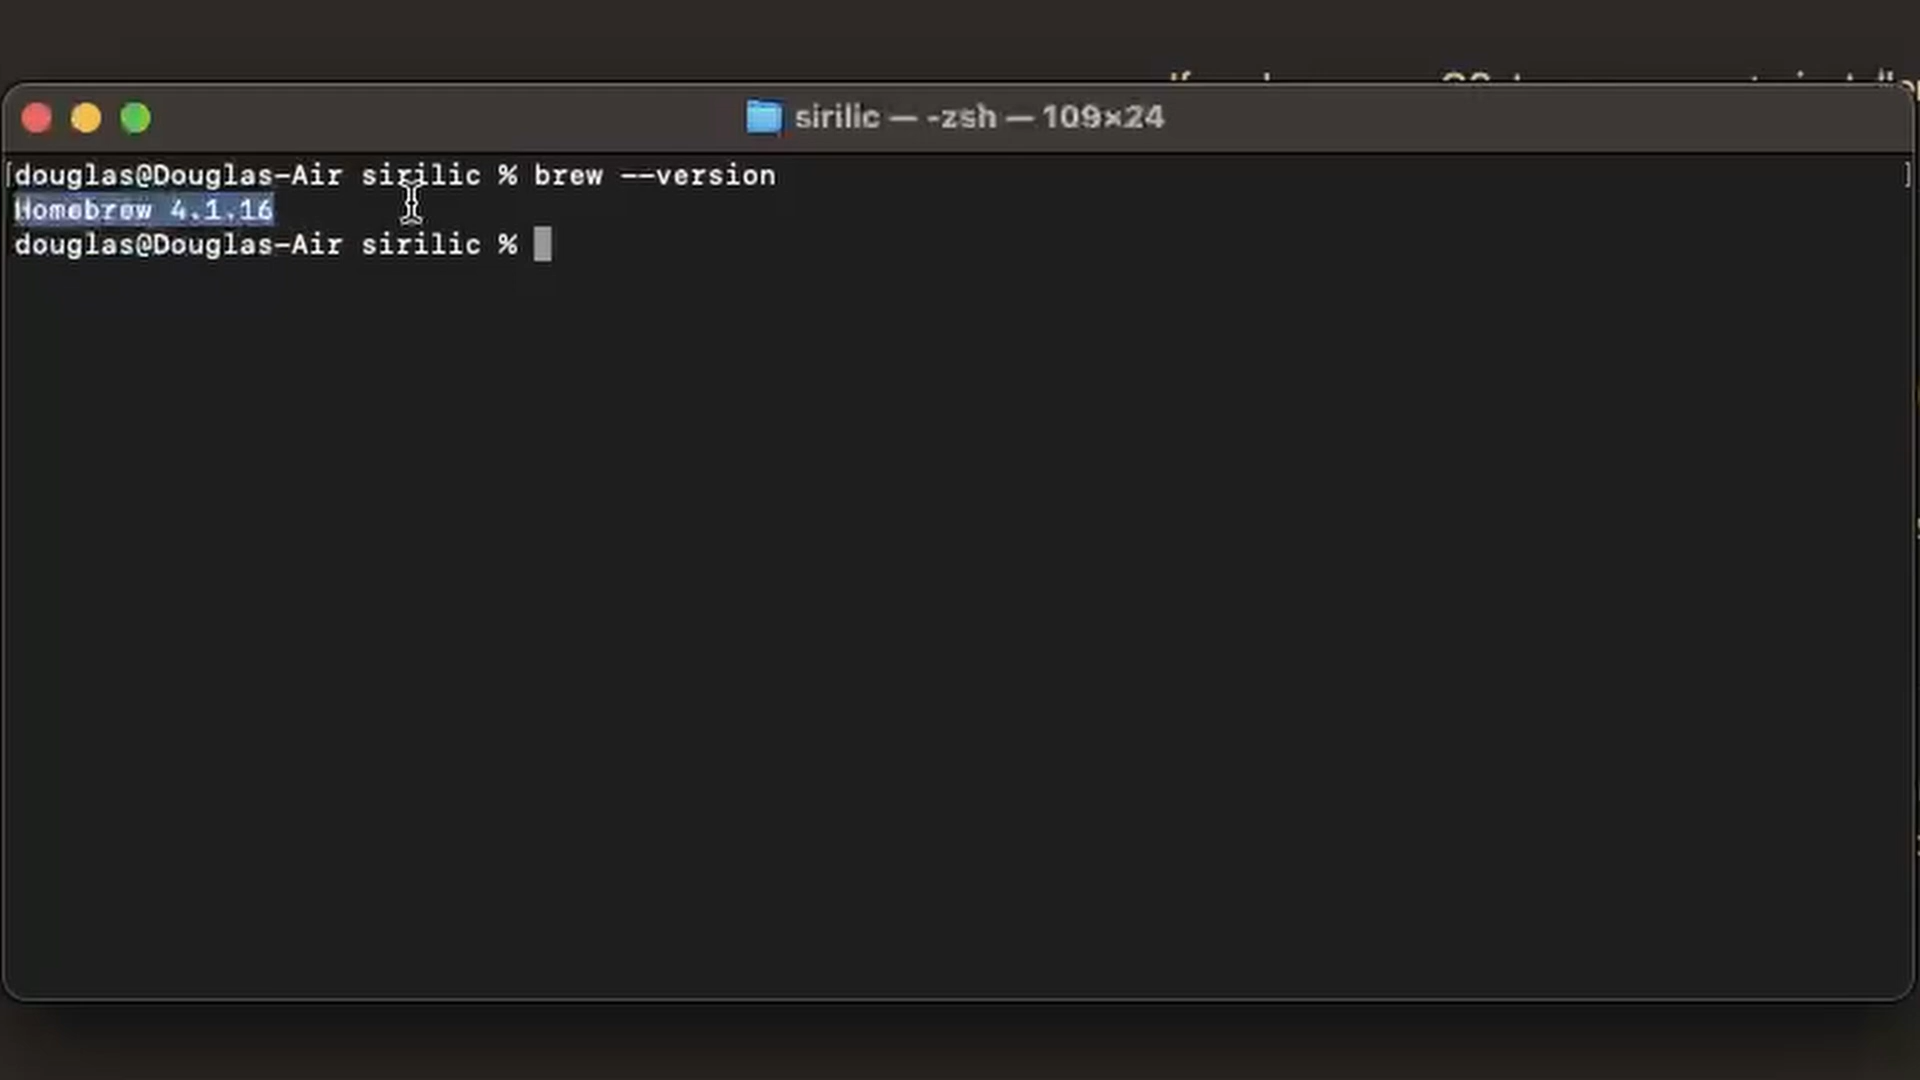 sirilic — -zsh — 109×24
douglas@Douglas-Air sirilic % brew --version
Homebrew 4.1.16
douglas@Douglas-Air sirilic %